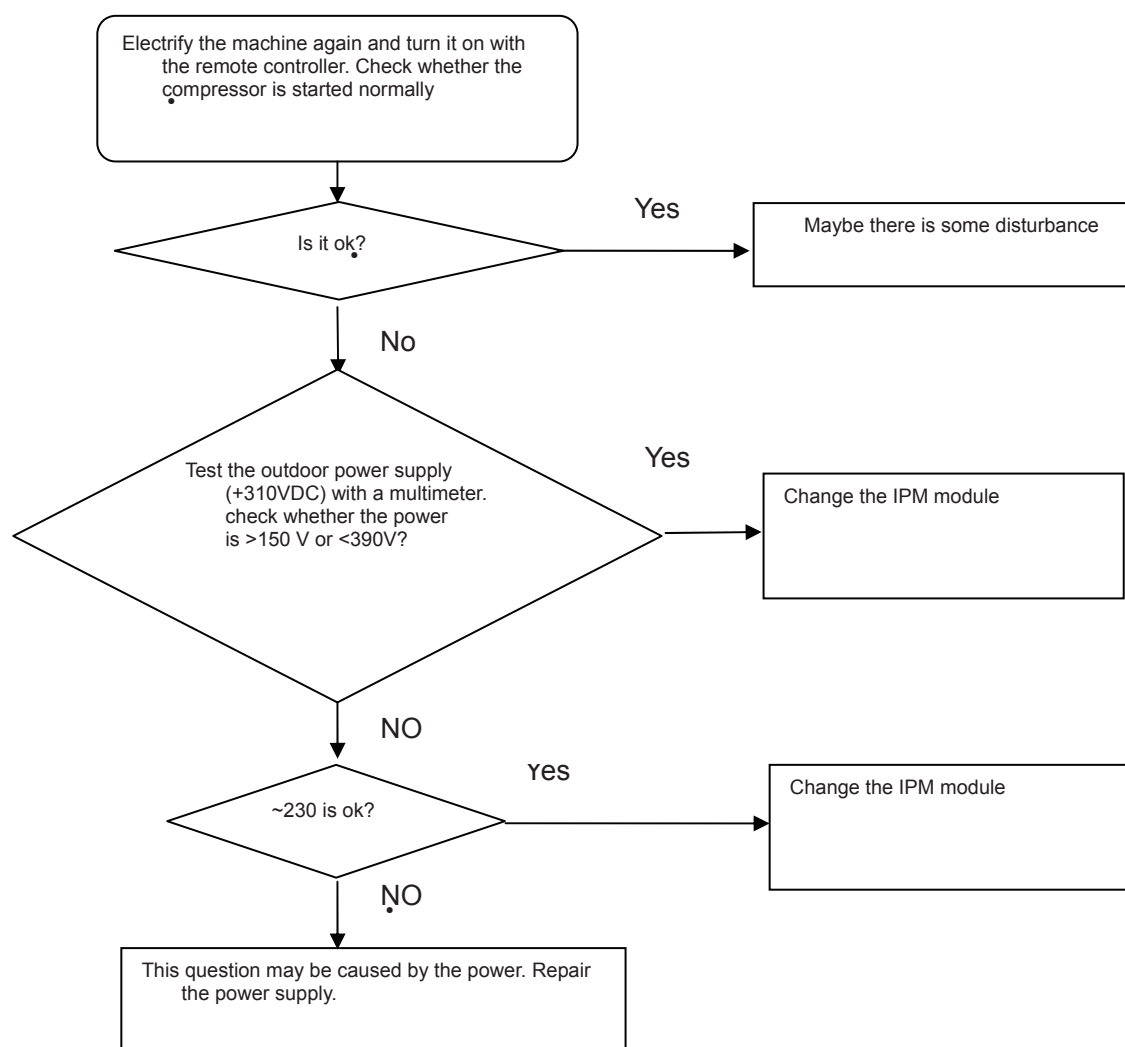 Electrify the machine again and turn it on with
the remote controller. Check whether the
compressor is started normally
Yes
Is it ok?
Maybe there is some disturbance
No
Yes
Test the outdoor power supply
(+310VDC) with a multimeter.
check whether the power
is >150 V or <390V?
Change the IPM module
NO
Yes
~230 is ok?
Change the IPM module
NO
This question may be caused by the power. Repair
the power supply.